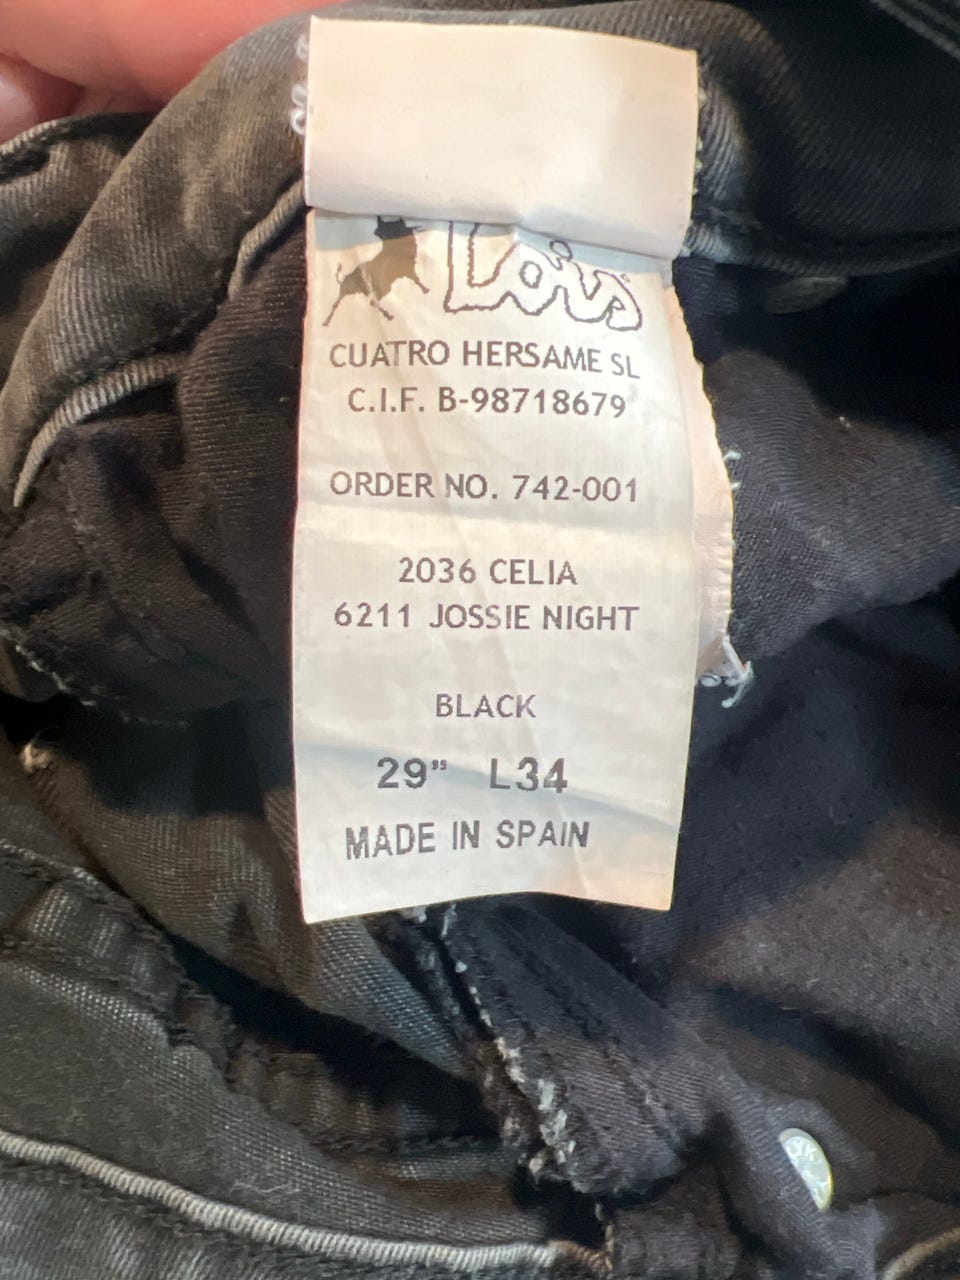 Lois
CUATRO HERSAME SL
C.I.F. B-98718679
ORDER NO. 742-001
2036 CELIA
6211 JOSSIE NIGHT
BLACK
29" L34
MADE IN SPAIN